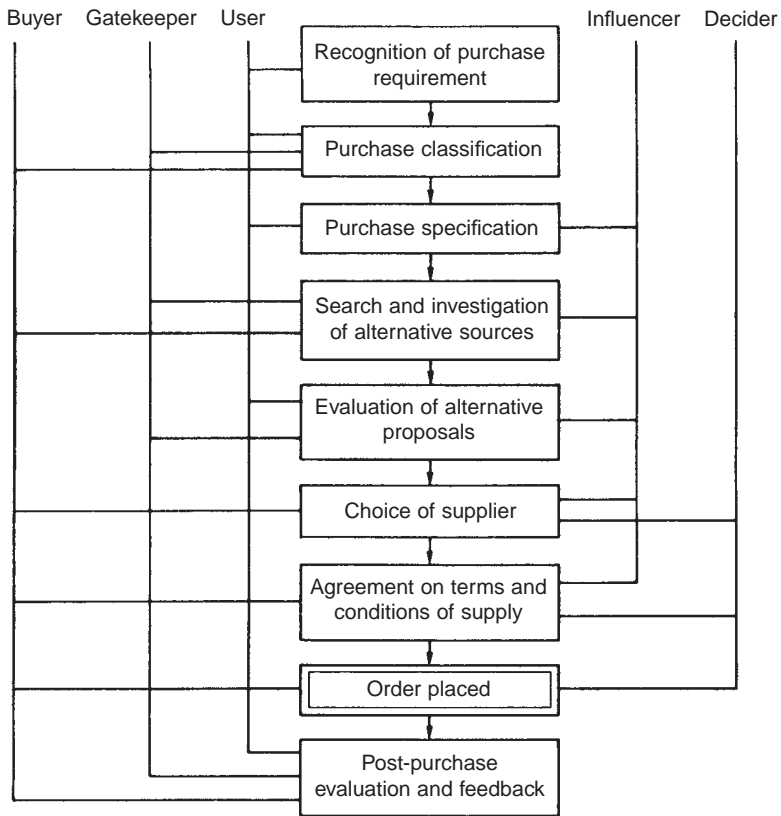 Buyer Gatekeeper User Influencer Decider
Recognition of purchase
requirement
Purchase classification
Purchase specification
Search and investigation
of alternative sources
Evaluation of alternative
proposals
Choice of supplier
Agreement on terms and
conditions of supply
Order placed
Post-purchase
evaluation and feedback